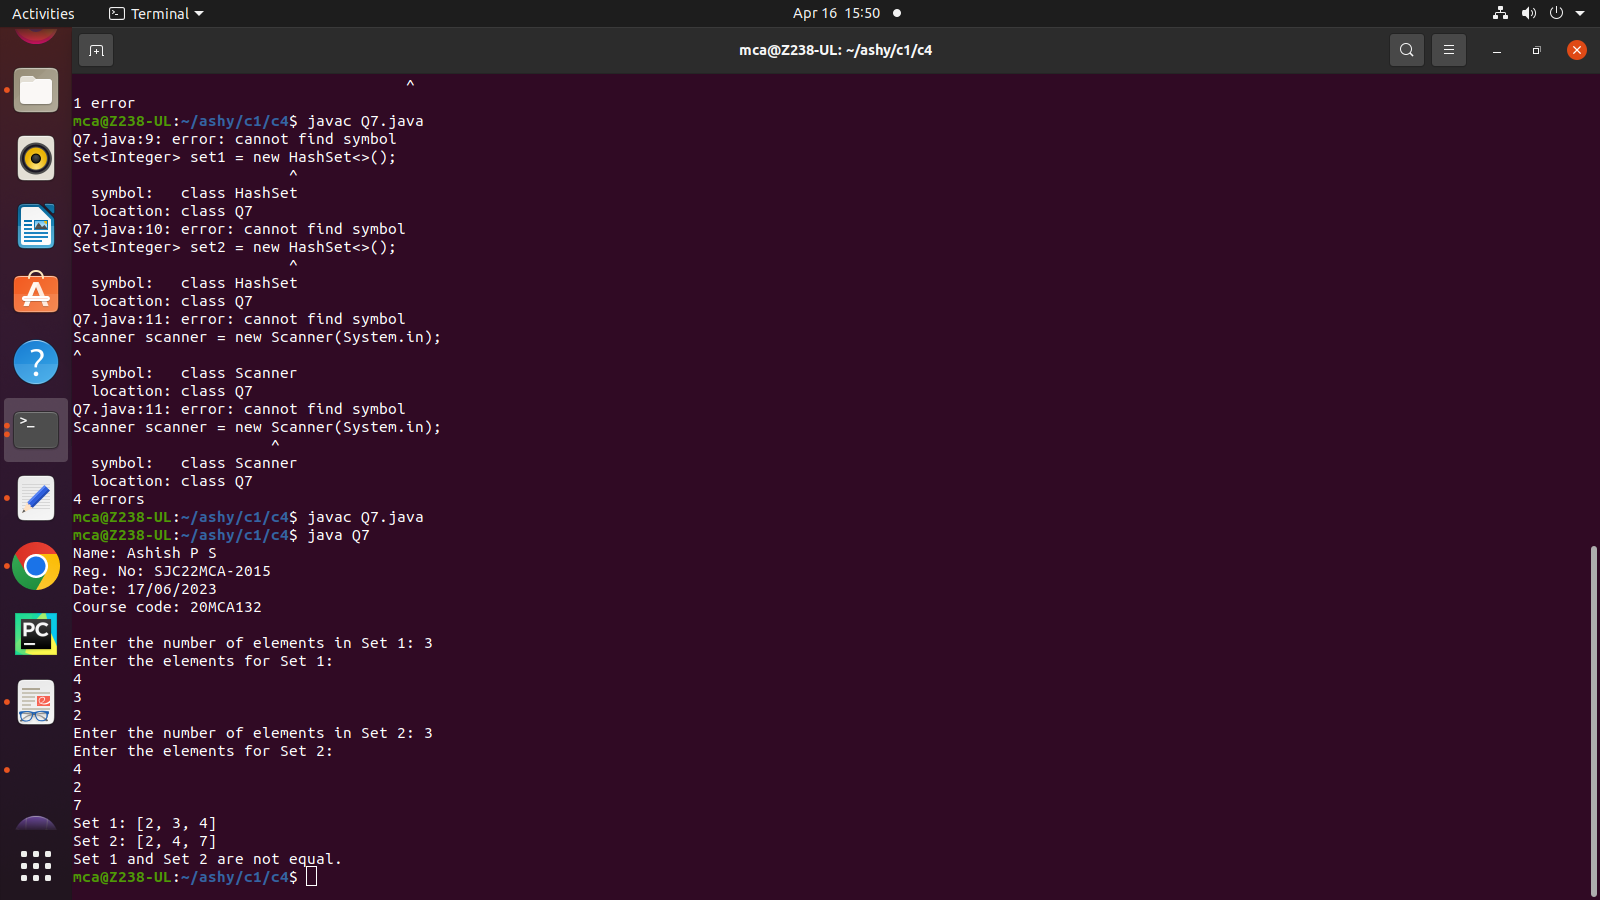 Activities Terminal Apr 16 15:50
mca@Z238-UL: ~/ashy/c1/c4
^
1 error
mca@Z238-UL:~/ashy/c1/c4$ javac Q7.java
Q7.java:9: error: cannot find symbol
Set<Integer> set1 = new HashSet<>();
^
symbol:   class HashSet
location: class Q7
Q7.java:10: error: cannot find symbol
Set<Integer> set2 = new HashSet<>();
^
symbol:   class HashSet
location: class Q7
Q7.java:11: error: cannot find symbol
Scanner scanner = new Scanner(System.in);
^
symbol:   class Scanner
location: class Q7
Q7.java:11: error: cannot find symbol
Scanner scanner = new Scanner(System.in);
^
symbol:   class Scanner
location: class Q7
4 errors
mca@Z238-UL:~/ashy/c1/c4$ javac Q7.java
mca@Z238-UL:~/ashy/c1/c4$ java Q7
Name: Ashish P S
Reg. No: SJC22MCA-2015
Date: 17/06/2023
Course code: 20MCA132
Enter the number of elements in Set 1: 3
Enter the elements for Set 1:
4
3
2
Enter the number of elements in Set 2: 3
Enter the elements for Set 2:
4
2
7
Set 1: [2, 3, 4]
Set 2: [2, 4, 7]
Set 1 and Set 2 are not equal.
mca@Z238-UL:~/ashy/c1/c4$
A
?
>_
PC